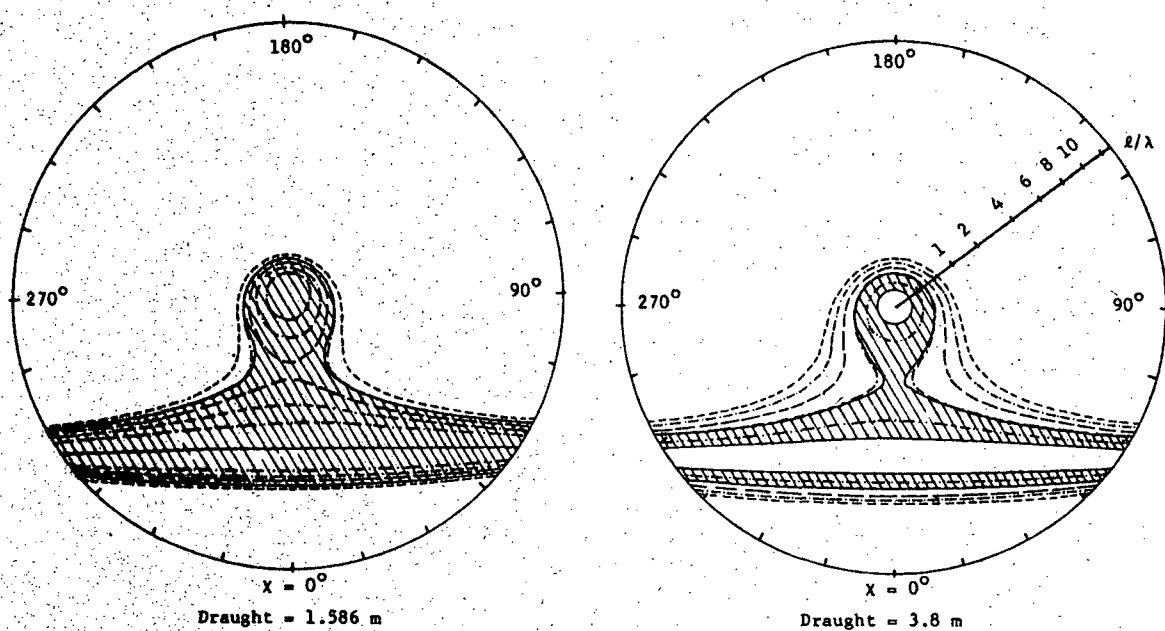 180°
270°
90°
χ = 0°
Draught = 1.586 m
180°
270°
90°
1 2 4 6 8 10 ℓ/λ
χ = 0°
Draught = 3.8 m